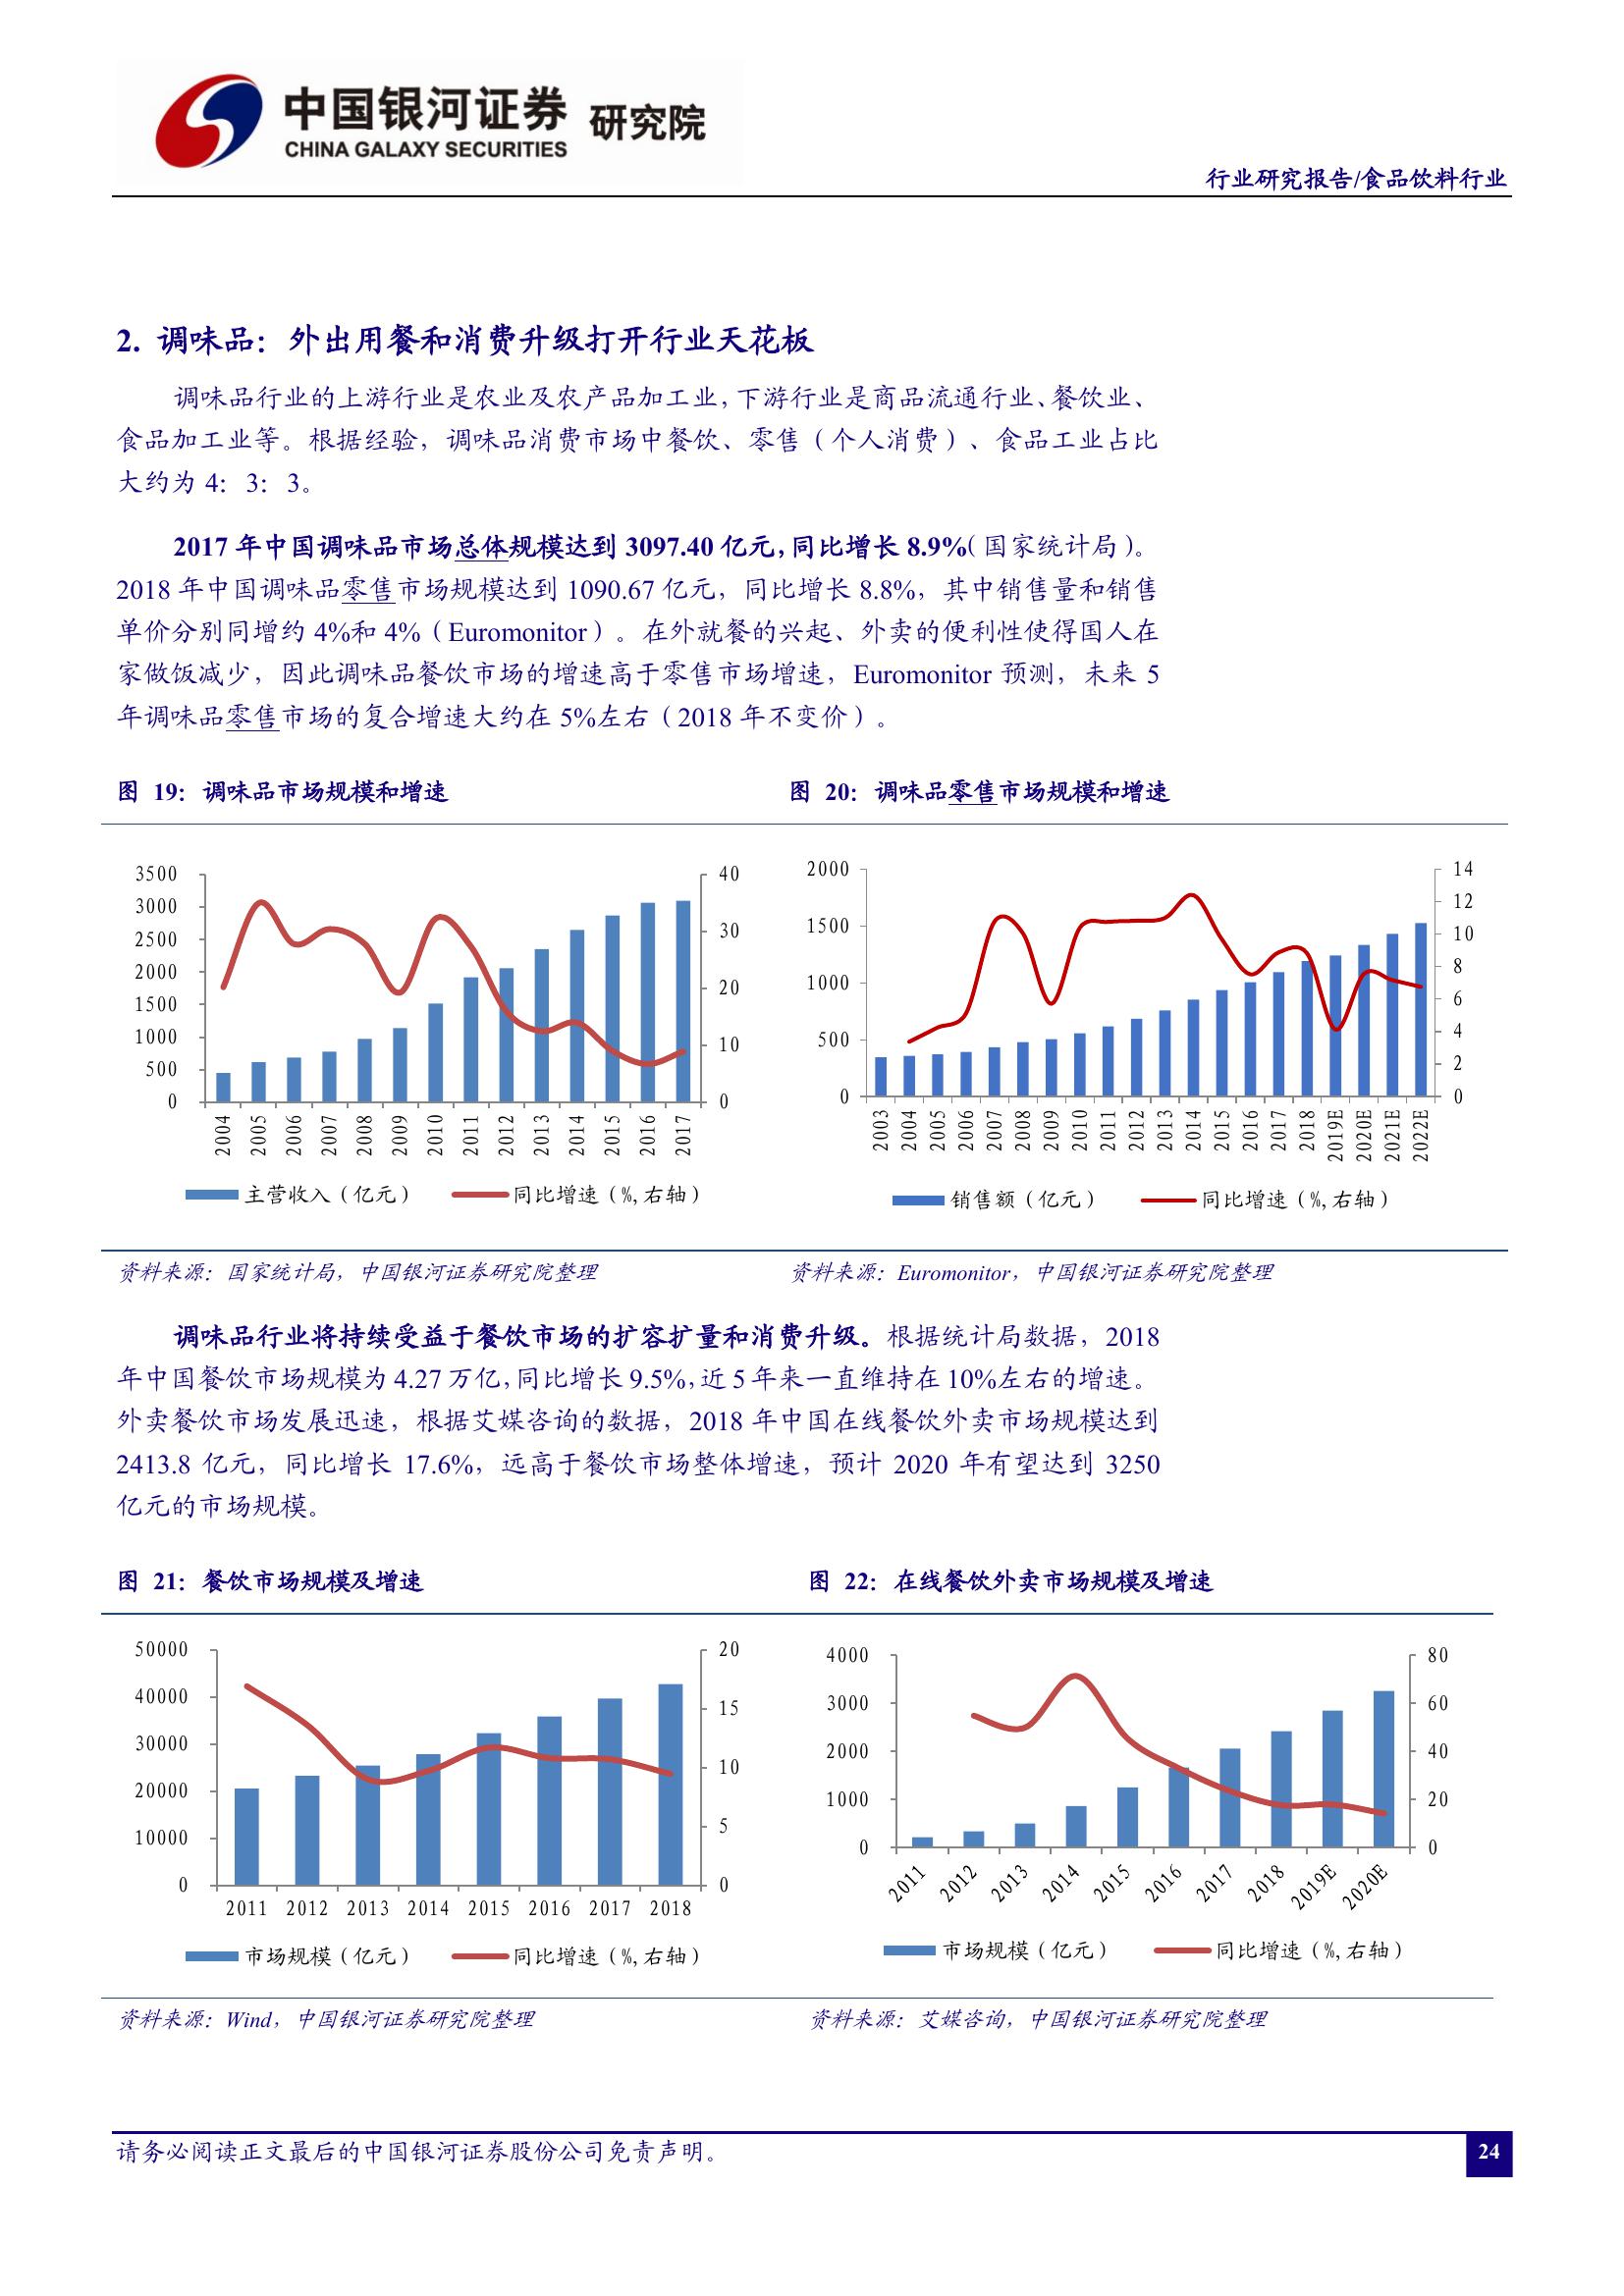 中国银河证券 研究院
CHINA GALAXY SECURITIES
行业研究报告/食品饮料行业
2. 调味品：外出用餐和消费升级打开行业天花板
调味品行业的上游行业是农业及农产品加工业，下游行业是商品流通行业、餐饮业、
食品加工业等。根据经验，调味品消费市场中餐饮、零售（个人消费）、食品工业占比
大约为 4：3：3。
2017 年中国调味品市场总体规模达到 3097.40 亿元，同比增长 8.9%（国家统计局）。
2018 年中国调味品零售市场规模达到 1090.67 亿元，同比增长 8.8%，其中销售量和销售
单价分别同增约 4%和 4%（Euromonitor）。在外就餐的兴起、外卖的便利性使得国人在
家做饭减少，因此调味品餐饮市场的增速高于零售市场增速，Euromonitor 预测，未来 5
年调味品零售市场的复合增速大约在 5%左右（2018 年不变价）。
图 19：调味品市场规模和增速
3500
3000
2500
2000
1500
1000
500
0
40
30
20
10
0
2004 2005 2006 2007 2008 2009 2010 2011 2012 2013 2014 2015 2016 2017
主营收入（亿元） 同比增速（%,右轴）
图 20：调味品零售市场规模和增速
2000
1500
1000
500
0
14
12
10
8
6
4
2
0
2003 2004 2005 2006 2007 2008 2009 2010 2011 2012 2013 2014 2015 2016 2017 2018 2019E 2020E 2021E 2022E
销售额（亿元） 同比增速（%,右轴）
资料来源：国家统计局，中国银河证券研究院整理
资料来源：Euromonitor，中国银河证券研究院整理
调味品行业将持续受益于餐饮市场的扩容扩量和消费升级。根据统计局数据，2018
年中国餐饮市场规模为 4.27 万亿，同比增长 9.5%，近 5 年来一直维持在 10%左右的增速。
外卖餐饮市场发展迅速，根据艾媒咨询的数据，2018 年中国在线餐饮外卖市场规模达到
2413.8 亿元，同比增长 17.6%，远高于餐饮市场整体增速，预计 2020 年有望达到 3250
亿元的市场规模。
图 21：餐饮市场规模及增速
50000
40000
30000
20000
10000
0
20
15
10
5
0
2011 2012 2013 2014 2015 2016 2017 2018
市场规模（亿元） 同比增速（%,右轴）
图 22：在线餐饮外卖市场规模及增速
4000
3000
2000
1000
0
80
60
40
20
0
2011 2012 2013 2014 2015 2016 2017 2018 2019E 2020E
市场规模（亿元） 同比增速（%,右轴）
资料来源：Wind，中国银河证券研究院整理
资料来源：艾媒咨询，中国银河证券研究院整理
请务必阅读正文最后的中国银河证券股份公司免责声明。
24